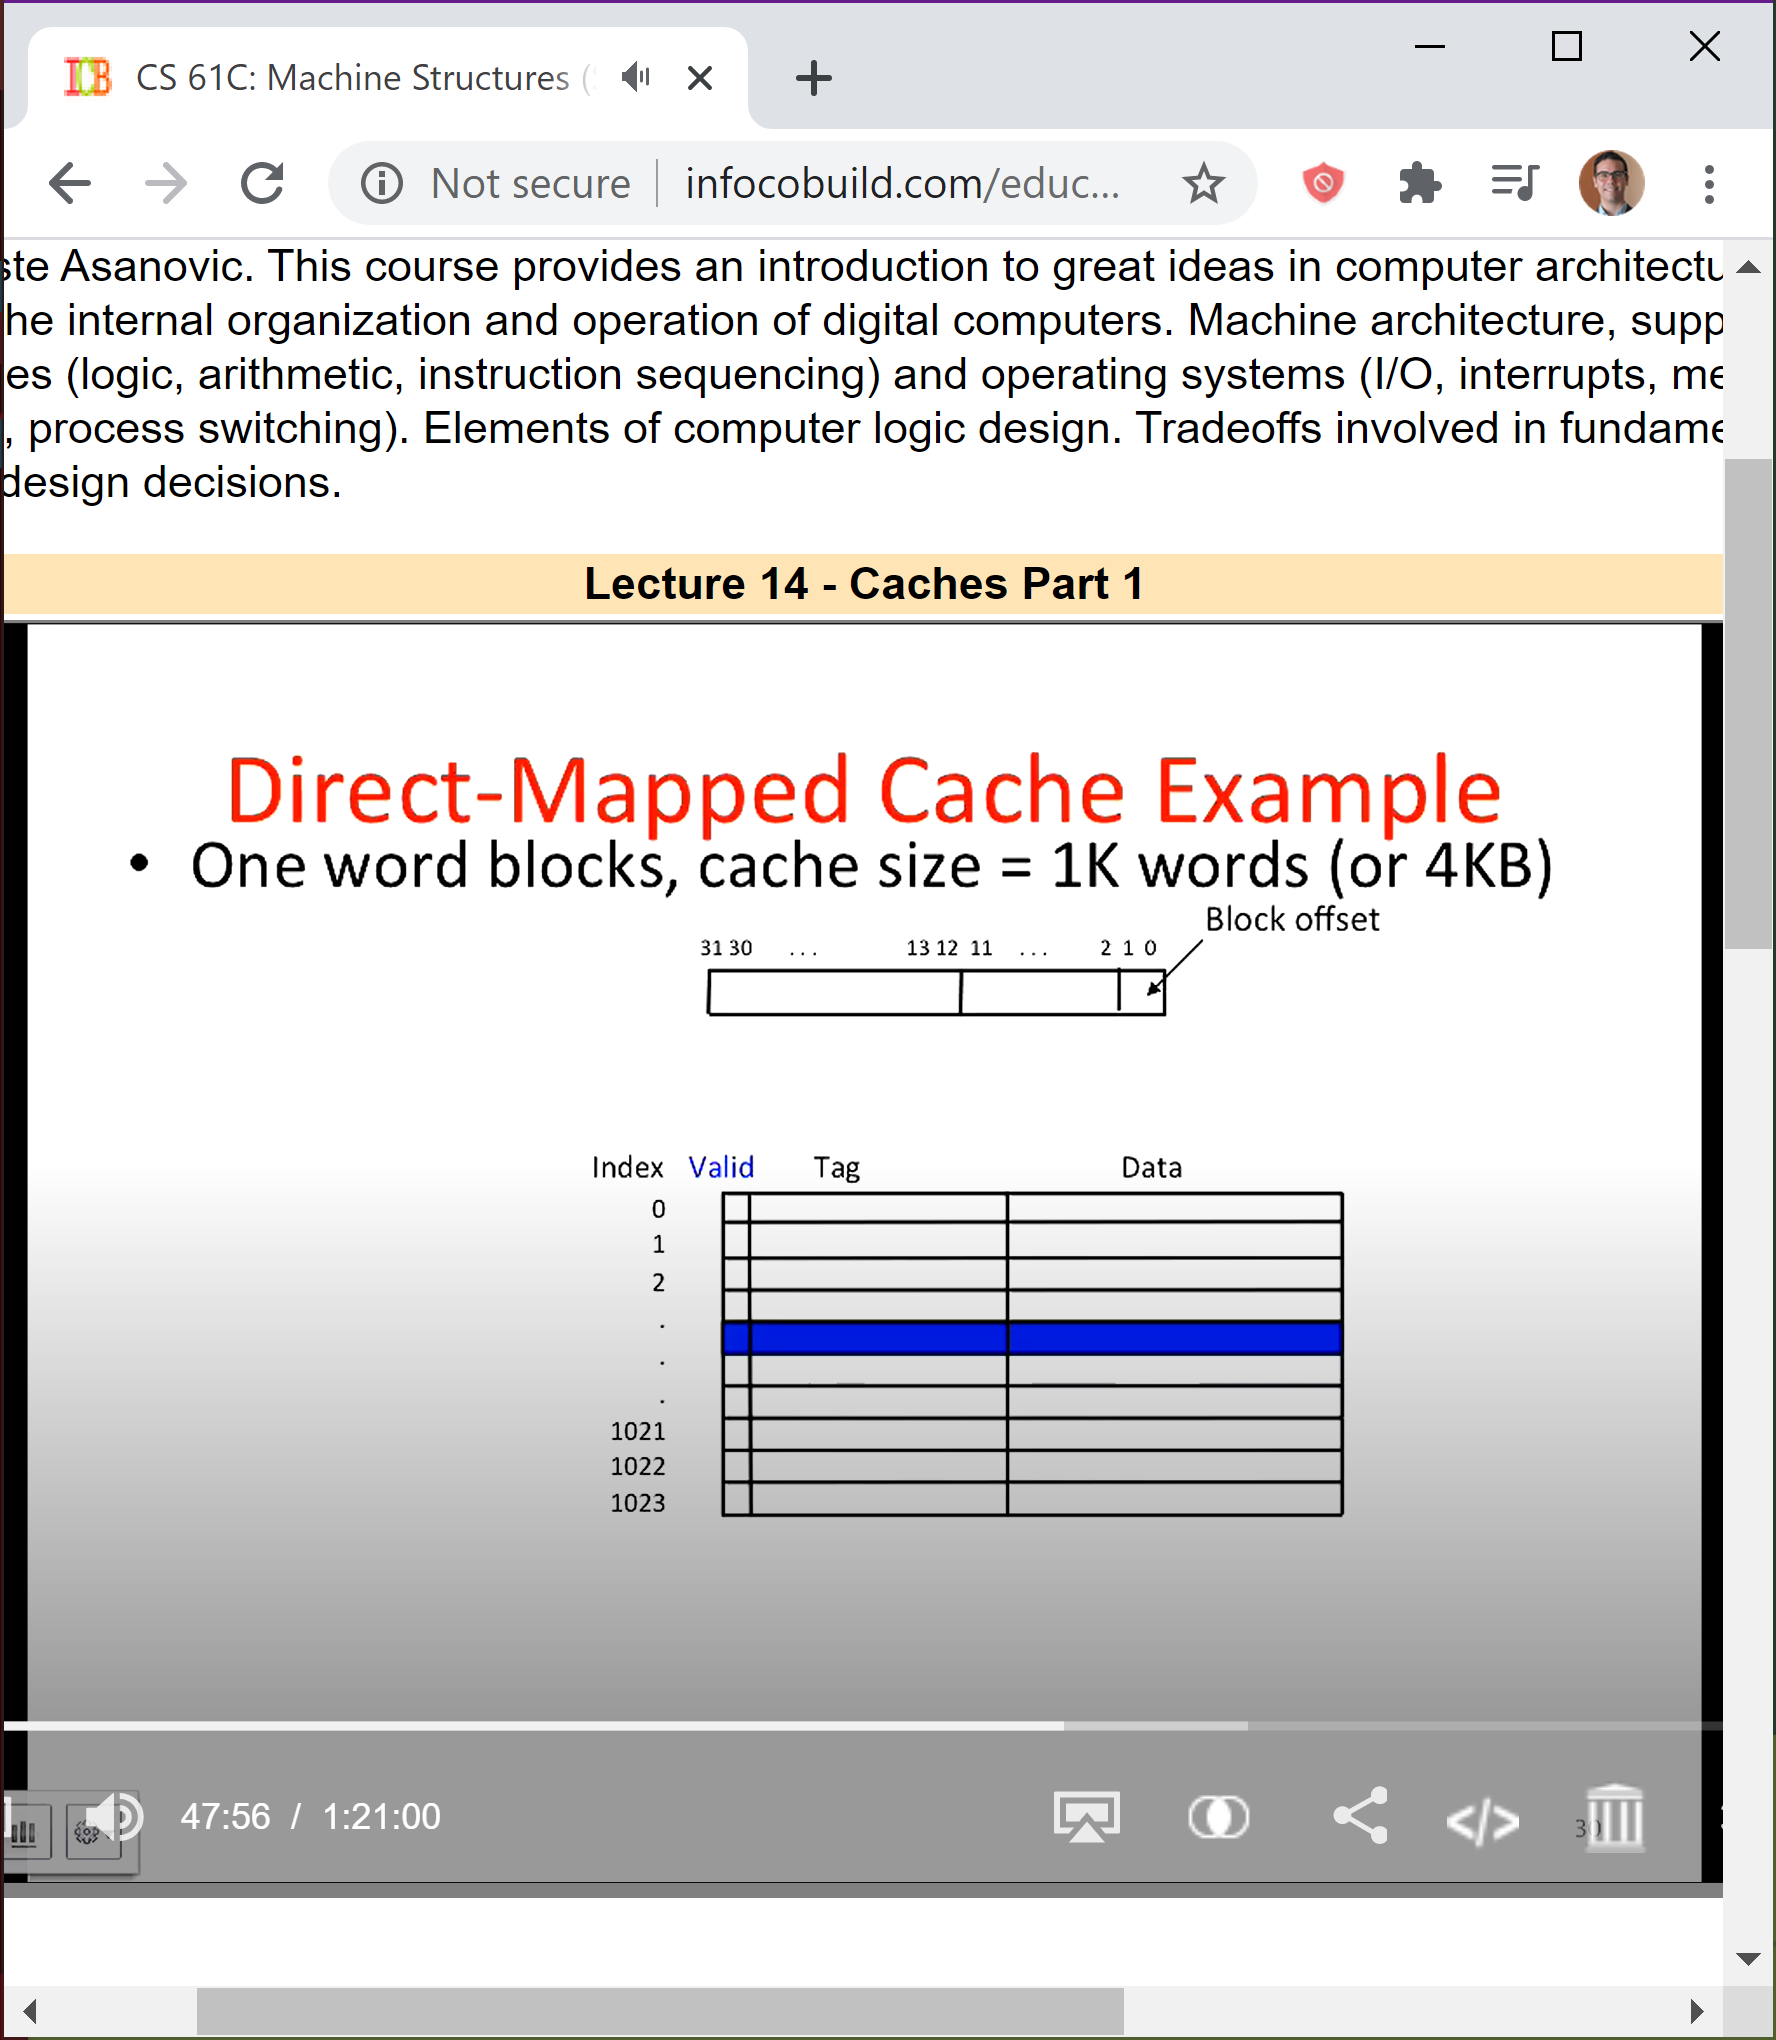 CS 61C: Machine Structures (
Not secure infocobuild.com/educ...
ste Asanovic. This course provides an introduction to great ideas in computer architectu
he internal organization and operation of digital computers. Machine architecture, supp
es (logic, arithmetic, instruction sequencing) and operating systems (I/O, interrupts, me
, process switching). Elements of computer logic design. Tradeoffs involved in fundame
design decisions.
Lecture 14 - Caches Part 1
Direct-Mapped Cache Example
• One word blocks, cache size = 1K words (or 4KB)
Block offset
31 30 ... 13 12 11 ... 2 1 0
Index Valid Tag Data
0
1
2
.
.
.
1021
1022
1023
47:56 / 1:21:00
30